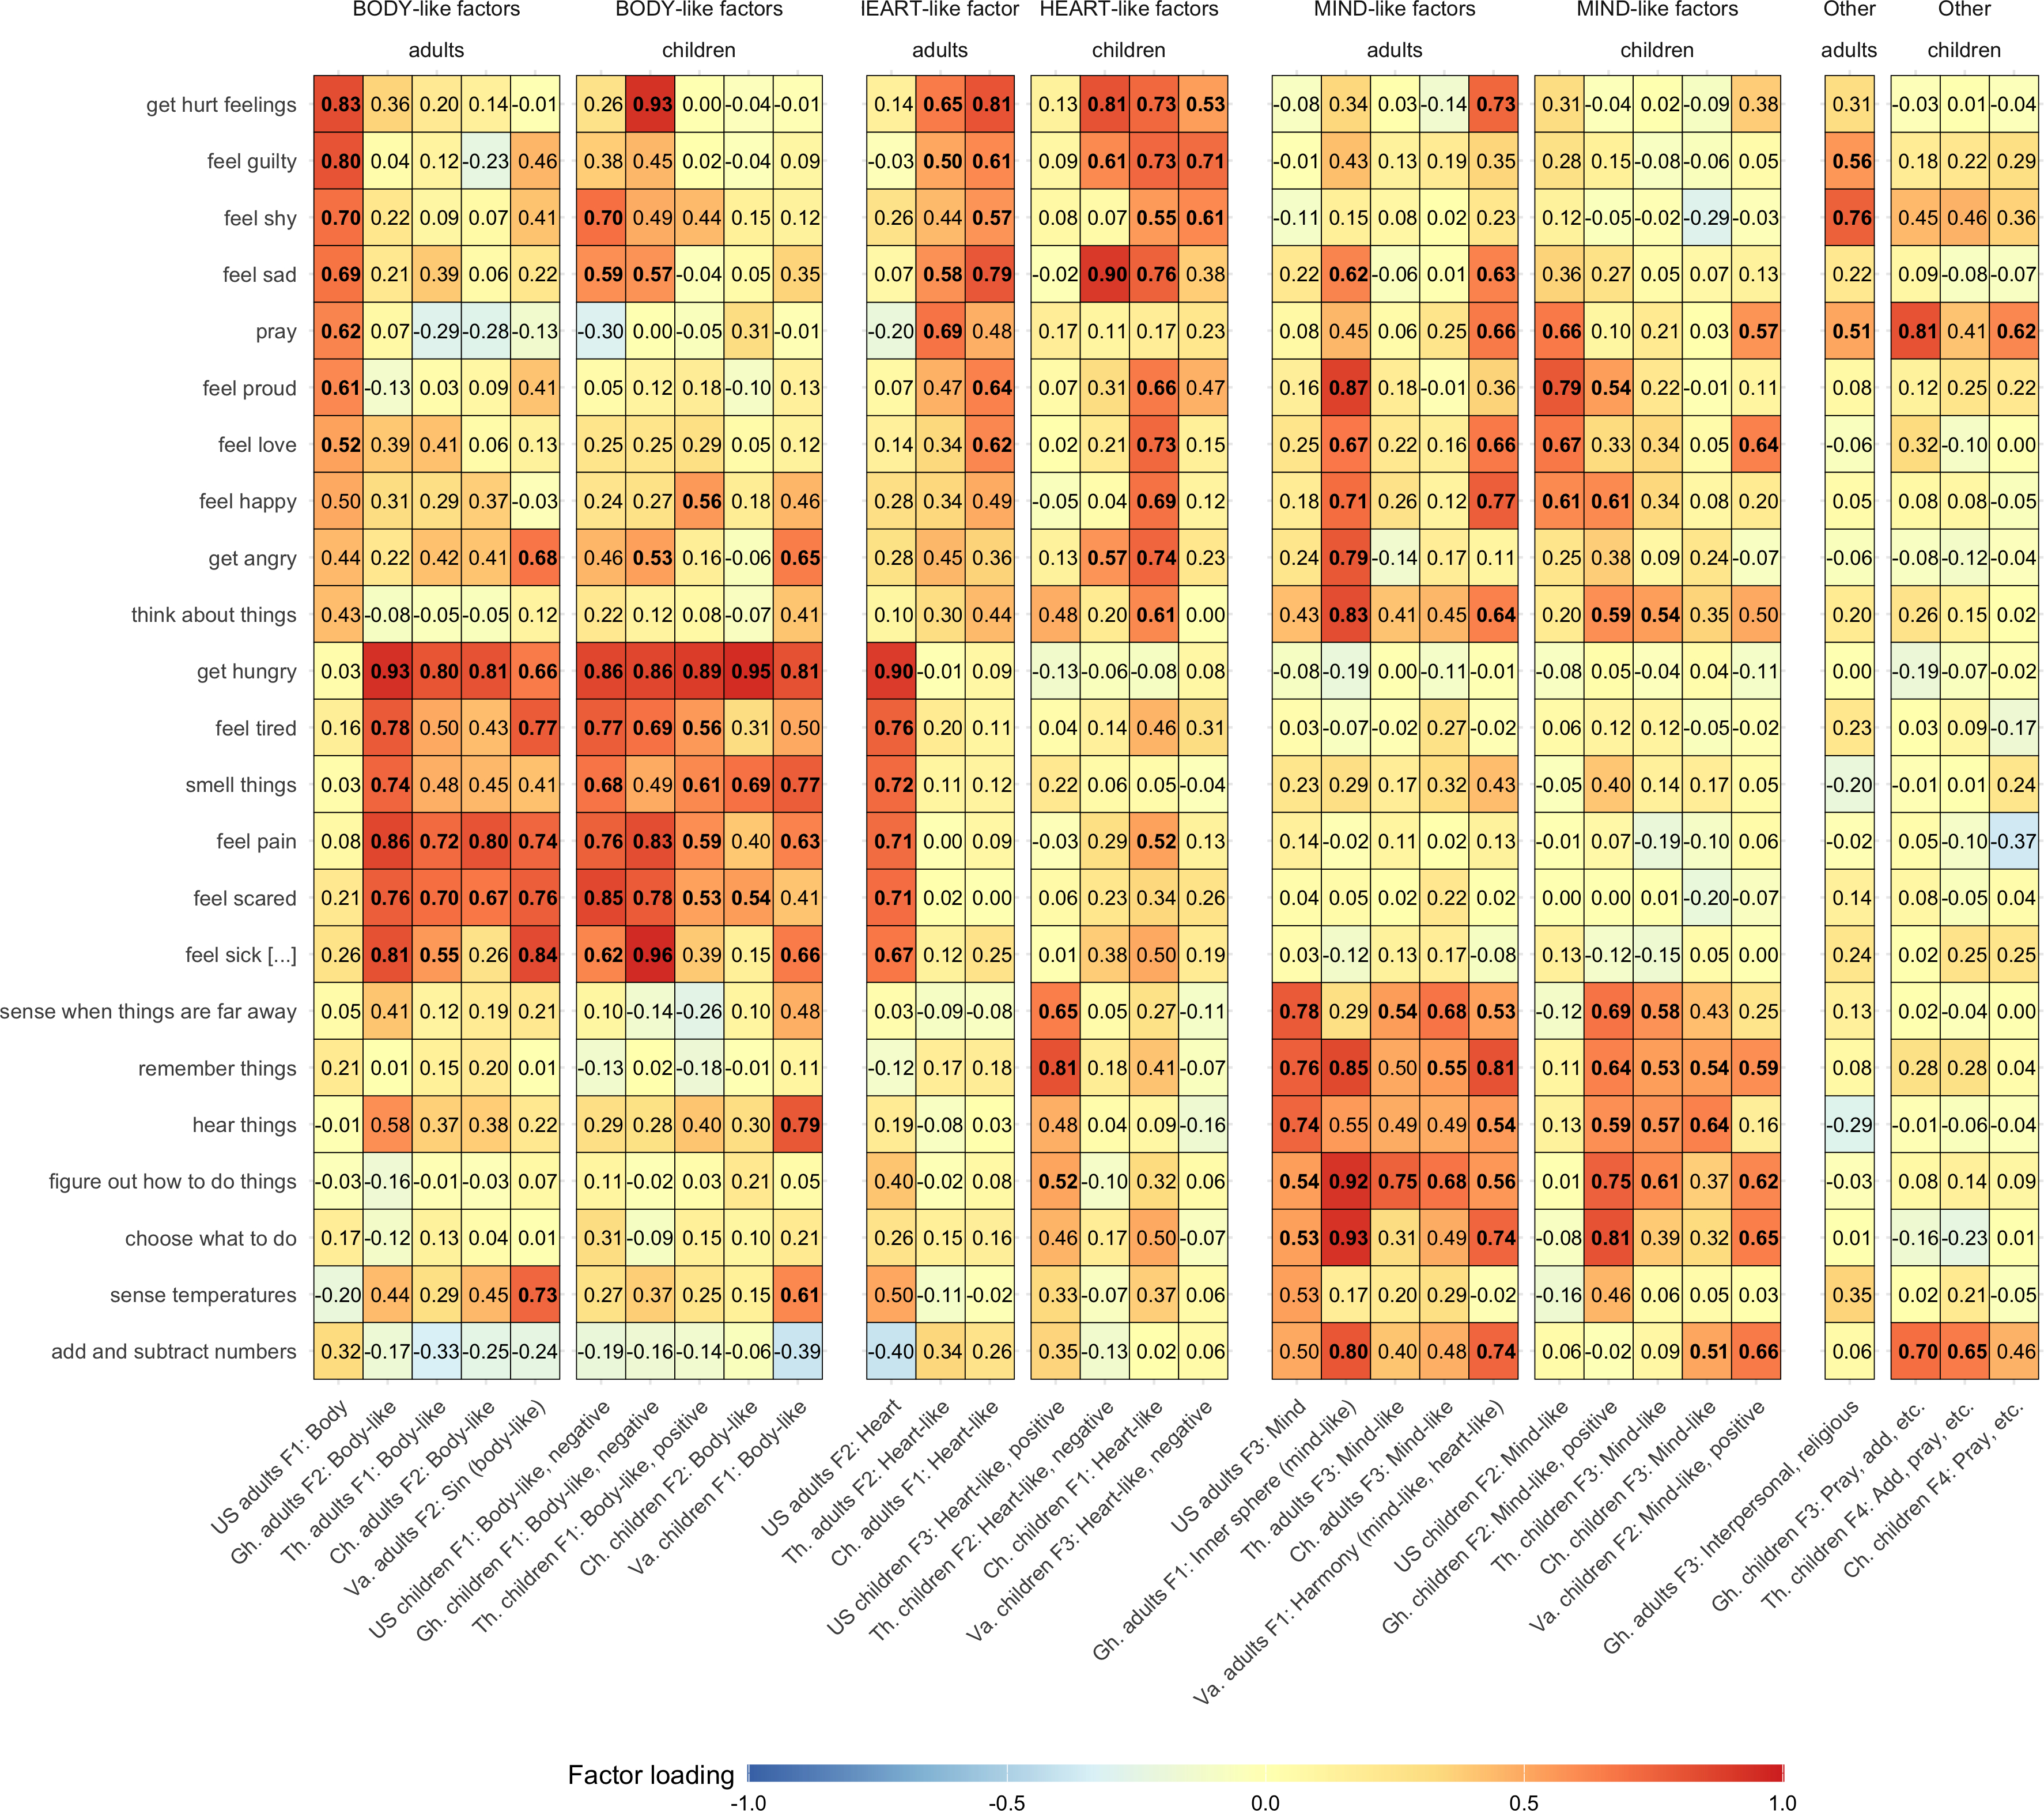 BODY-like factors BODY-like factors IEART-like factor HEART-like factors MIND-like factors MIND-like factors Other Other
adults children adults children adults children adults children
get hurt feelings 0.83 0.36 0.20 0.14 -0.01 0.26 0.93 0.00 -0.04 -0.01 0.14 0.65 0.81 0.13 0.81 0.73 0.53 -0.08 0.34 0.03 -0.14 0.73 0.31 -0.04 0.02 -0.09 0.38 0.31 -0.03 0.01 -0.04
feel guilty 0.80 0.04 0.12 -0.23 0.46 0.38 0.45 0.02 -0.04 0.09 -0.03 0.50 0.61 0.09 0.61 0.73 0.71 -0.01 0.43 0.13 0.19 0.35 0.28 0.15 -0.08 -0.06 0.05 0.56 0.18 0.22 0.29
feel shy 0.70 0.22 0.09 0.07 0.41 0.70 0.49 0.44 0.15 0.12 0.26 0.44 0.57 0.08 0.07 0.55 0.61 -0.11 0.15 0.08 0.02 0.23 0.12 -0.05 -0.02 -0.29 -0.03 0.76 0.45 0.46 0.36
feel sad 0.69 0.21 0.39 0.06 0.22 0.59 0.57 -0.04 0.05 0.35 0.07 0.58 0.79 -0.02 0.90 0.76 0.38 0.22 0.62 -0.06 0.01 0.63 0.36 0.27 0.05 0.07 0.13 0.22 0.09 -0.08 -0.07
pray 0.62 0.07 -0.29 -0.28 -0.13 -0.30 0.00 -0.05 0.31 -0.01 -0.20 0.69 0.48 0.17 0.11 0.17 0.23 0.08 0.45 0.06 0.25 0.66 0.66 0.10 0.21 0.03 0.57 0.51 0.81 0.41 0.62
feel proud 0.61 -0.13 0.03 0.09 0.41 0.05 0.12 0.18 -0.10 0.13 0.07 0.47 0.64 0.07 0.31 0.66 0.47 0.16 0.87 0.18 -0.01 0.36 0.79 0.54 0.22 -0.01 0.11 0.08 0.12 0.25 0.22
feel love 0.52 0.39 0.41 0.06 0.13 0.25 0.25 0.29 0.05 0.12 0.14 0.34 0.62 0.02 0.21 0.73 0.15 0.25 0.67 0.22 0.16 0.66 0.67 0.33 0.34 0.05 0.64 -0.06 0.32 -0.10 0.00
feel happy 0.50 0.31 0.29 0.37 -0.03 0.24 0.27 0.56 0.18 0.46 0.28 0.34 0.49 -0.05 0.04 0.69 0.12 0.18 0.71 0.26 0.12 0.77 0.61 0.61 0.34 0.08 0.20 0.05 0.08 0.08 -0.05
get angry 0.44 0.22 0.42 0.41 0.68 0.46 0.53 0.16 -0.06 0.65 0.28 0.45 0.36 0.13 0.57 0.74 0.23 0.24 0.79 -0.14 0.17 0.11 0.25 0.38 0.09 0.24 -0.07 -0.06 -0.08 -0.12 -0.04
think about things 0.43 -0.08 -0.05 -0.05 0.12 0.22 0.12 0.08 -0.07 0.41 0.10 0.30 0.44 0.48 0.20 0.61 0.00 0.43 0.83 0.41 0.45 0.64 0.20 0.59 0.54 0.35 0.50 0.20 0.26 0.15 0.02
get hungry 0.03 0.93 0.80 0.81 0.66 0.86 0.86 0.89 0.95 0.81 0.90 -0.01 0.09 -0.13 -0.06 -0.08 0.08 -0.08 -0.19 0.00 -0.11 -0.01 -0.08 0.05 -0.04 0.04 -0.11 0.00 -0.19 -0.07 -0.02
feel tired 0.16 0.78 0.50 0.43 0.77 0.77 0.69 0.56 0.31 0.50 0.76 0.20 0.11 0.04 0.14 0.46 0.31 0.03 -0.07 -0.02 0.27 -0.02 0.06 0.12 0.12 -0.05 -0.02 0.23 0.03 0.09 -0.17
smell things 0.03 0.74 0.48 0.45 0.41 0.68 0.49 0.61 0.69 0.77 0.72 0.11 0.12 0.22 0.06 0.05 -0.04 0.23 0.29 0.17 0.32 0.43 -0.05 0.40 0.14 0.17 0.05 -0.20 -0.01 0.01 0.24
feel pain 0.08 0.86 0.72 0.80 0.74 0.76 0.83 0.59 0.40 0.63 0.71 0.00 0.09 -0.03 0.29 0.52 0.13 0.14 -0.02 0.11 0.02 0.13 -0.01 0.07 -0.19 -0.10 0.06 -0.02 0.05 -0.10 -0.37
feel scared 0.21 0.76 0.70 0.67 0.76 0.85 0.78 0.53 0.54 0.41 0.71 0.02 0.00 0.06 0.23 0.34 0.26 0.04 0.05 0.02 0.22 0.02 0.00 0.00 0.01 -0.20 -0.07 0.14 0.08 -0.05 0.04
feel sick [...] 0.26 0.81 0.55 0.26 0.84 0.62 0.96 0.39 0.15 0.66 0.67 0.12 0.25 0.01 0.38 0.50 0.19 0.03 -0.12 0.13 0.17 -0.08 0.13 -0.12 -0.15 0.05 0.00 0.24 0.02 0.25 0.25
sense when things are far away 0.05 0.41 0.12 0.19 0.21 0.10 -0.14 -0.26 0.10 0.48 0.03 -0.09 -0.08 0.65 0.05 0.27 -0.11 0.78 0.29 0.54 0.68 0.53 -0.12 0.69 0.58 0.43 0.25 0.13 0.02 -0.04 0.00
remember things 0.21 0.01 0.15 0.20 0.01 -0.13 0.02 -0.18 -0.01 0.11 -0.12 0.17 0.18 0.81 0.18 0.41 -0.07 0.76 0.85 0.50 0.55 0.81 0.11 0.64 0.53 0.54 0.59 0.08 0.28 0.28 0.04
hear things -0.01 0.58 0.37 0.38 0.22 0.29 0.28 0.40 0.30 0.79 0.19 -0.08 0.03 0.48 0.04 0.09 -0.16 0.74 0.55 0.49 0.49 0.54 0.13 0.59 0.57 0.64 0.16 -0.29 -0.01 -0.06 -0.04
figure out how to do things -0.03 -0.16 -0.01 -0.03 0.07 0.11 -0.02 0.03 0.21 0.05 0.40 -0.02 0.08 0.52 -0.10 0.32 0.06 0.54 0.92 0.75 0.68 0.56 0.01 0.75 0.61 0.37 0.62 -0.03 0.08 0.14 0.09
choose what to do 0.17 -0.12 0.13 0.04 0.01 0.31 -0.09 0.15 0.10 0.21 0.26 0.15 0.16 0.46 0.17 0.50 -0.07 0.53 0.93 0.31 0.49 0.74 -0.08 0.81 0.39 0.32 0.65 0.01 -0.16 -0.23 0.01
sense temperatures -0.20 0.44 0.29 0.45 0.73 0.27 0.37 0.25 0.15 0.61 0.50 -0.11 -0.02 0.33 -0.07 0.37 0.06 0.53 0.17 0.20 0.29 -0.02 -0.16 0.46 0.06 0.05 0.03 0.35 0.02 0.21 -0.05
add and subtract numbers 0.32 -0.17 -0.33 -0.25 -0.24 -0.19 -0.16 -0.14 -0.06 -0.39 -0.40 0.34 0.26 0.35 -0.13 0.02 0.06 0.50 0.80 0.40 0.48 0.74 0.06 -0.02 0.09 0.51 0.66 0.06 0.70 0.65 0.46
US adults F1: Body
Gh. adults F2: Body-like
Th. adults F1: Body-like
Ch. adults F2: Body-like
Va. adults F2: Sin (body-like)
US children F1: Body-like, negative
Gh. children F1: Body-like, negative
Th. children F1: Body-like, positive
Ch. children F2: Body-like
Va. children F1: Body-like
US adults F2: Heart
Th. adults F2: Heart-like
Ch. adults F1: Heart-like
US children F3: Heart-like, positive
Th. children F2: Heart-like, negative
Ch. children F1: Heart-like
Va. children F3: Heart-like, negative
US adults F3: Mind
Gh. adults F1: Inner sphere (mind-like)
Th. adults F3: Mind-like
Ch. adults F3: Mind-like
Va. adults F1: Harmony (mind-like, heart-like)
US children F2: Mind-like
Gh. children F2: Mind-like, positive
Th. children F3: Mind-like
Ch. children F3: Mind-like
Va. children F2: Mind-like, positive
Gh. adults F3: Interpersonal, religious
Gh. children F3: Pray, add, etc.
Th. children F4: Add, pray, etc.
Ch. children F4: Pray, etc.
Factor loading
-1.0 -0.5 0.0 0.5 1.0